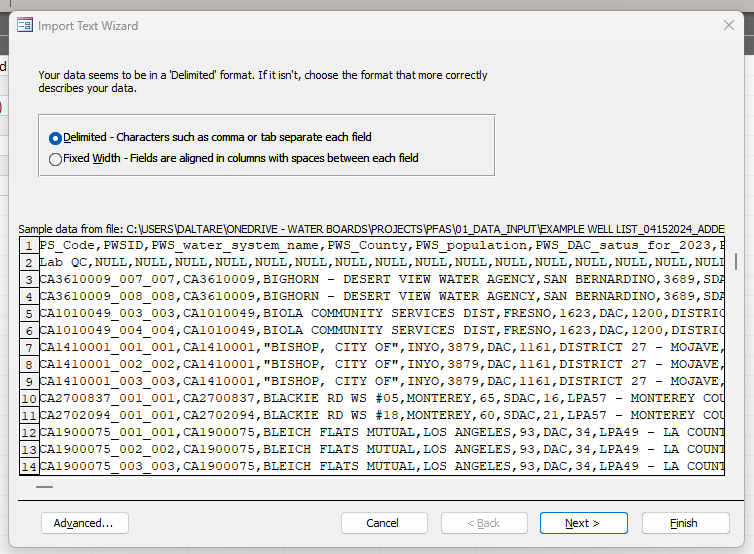 Import Text Wizard
Your data seems to be in a 'Delimited' format. If it isn't, choose the format that more correctly
describes your data.
Delimited - Characters such as comma or tab separate each field
Fixed Width - Fields are aligned in columns with spaces between each field
Sample data from file: C:\USERS\DALTARE\ONEDRIVE - WATER BOARDS\PROJECTS\PFAS\01_DATA_INPUT\EXAMPLE WELL LIST_04152024_ADDE
1 PS_Code,PWSID,PWS_water_system_name,PWS_County,PWS_population,PWS_DAC_satus_for_2023,
2 Lab QC,NULL,NULL,NULL,NULL,NULL,NULL,NULL,NULL,NULL,NULL,NULL,NULL,NULL,NULL,NULL
3 CA3610009_007_007,CA3610009,BIGHORN - DESERT VIEW WATER AGENCY,SAN BERNARDINO,3689,SDA
4 CA3610009_008_008,CA3610009,BIGHORN - DESERT VIEW WATER AGENCY,SAN BERNARDINO,3689,SDA
5 CA1010049_003_003,CA1010049,BIOLA COMMUNITY SERVICES DIST,FRESNO,1623,DAC,1200,DISTRIC
6 CA1010049_004_004,CA1010049,BIOLA COMMUNITY SERVICES DIST,FRESNO,1623,DAC,1200,DISTRIC
7 CA1410001_001_001,CA1410001,"BISHOP, CITY OF",INYO,3879,DAC,1161,DISTRICT 27 - MOJAVE,
8 CA1410001_002_002,CA1410001,"BISHOP, CITY OF",INYO,3879,DAC,1161,DISTRICT 27 - MOJAVE,
9 CA1410001_003_003,CA1410001,"BISHOP, CITY OF",INYO,3879,DAC,1161,DISTRICT 27 - MOJAVE,
10 CA2700837_001_001,CA2700837,BLACKIE RD WS #05,MONTEREY,65,SDAC,16,LPA57 - MONTEREY COU
11 CA2702094_001_001,CA2702094,BLACKIE RD WS #18,MONTEREY,60,SDAC,21,LPA57 - MONTEREY COU
12 CA1900075_001_001,CA1900075,BLEICH FLATS MUTUAL,LOS ANGELES,93,DAC,34,LPA49 - LA COUNT
13 CA1900075_002_002,CA1900075,BLEICH FLATS MUTUAL,LOS ANGELES,93,DAC,34,LPA49 - LA COUNT
14 CA1900075_003_003,CA1900075,BLEICH FLATS MUTUAL,LOS ANGELES,93,DAC,34,LPA49 - LA COUNT
Advanced... Cancel < Back Next > Finish